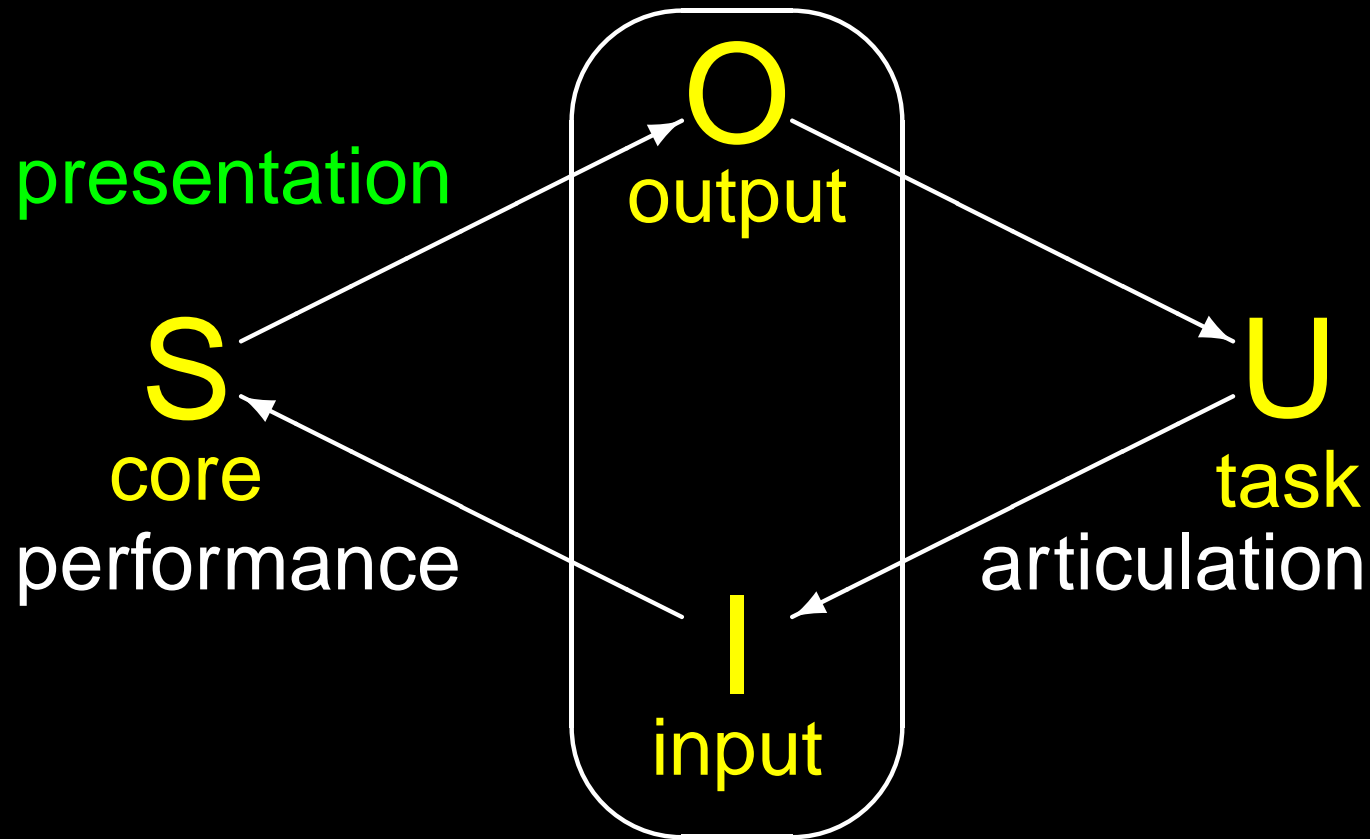 O
presentation
output
S
U
core
task
performance
articulation
I
input